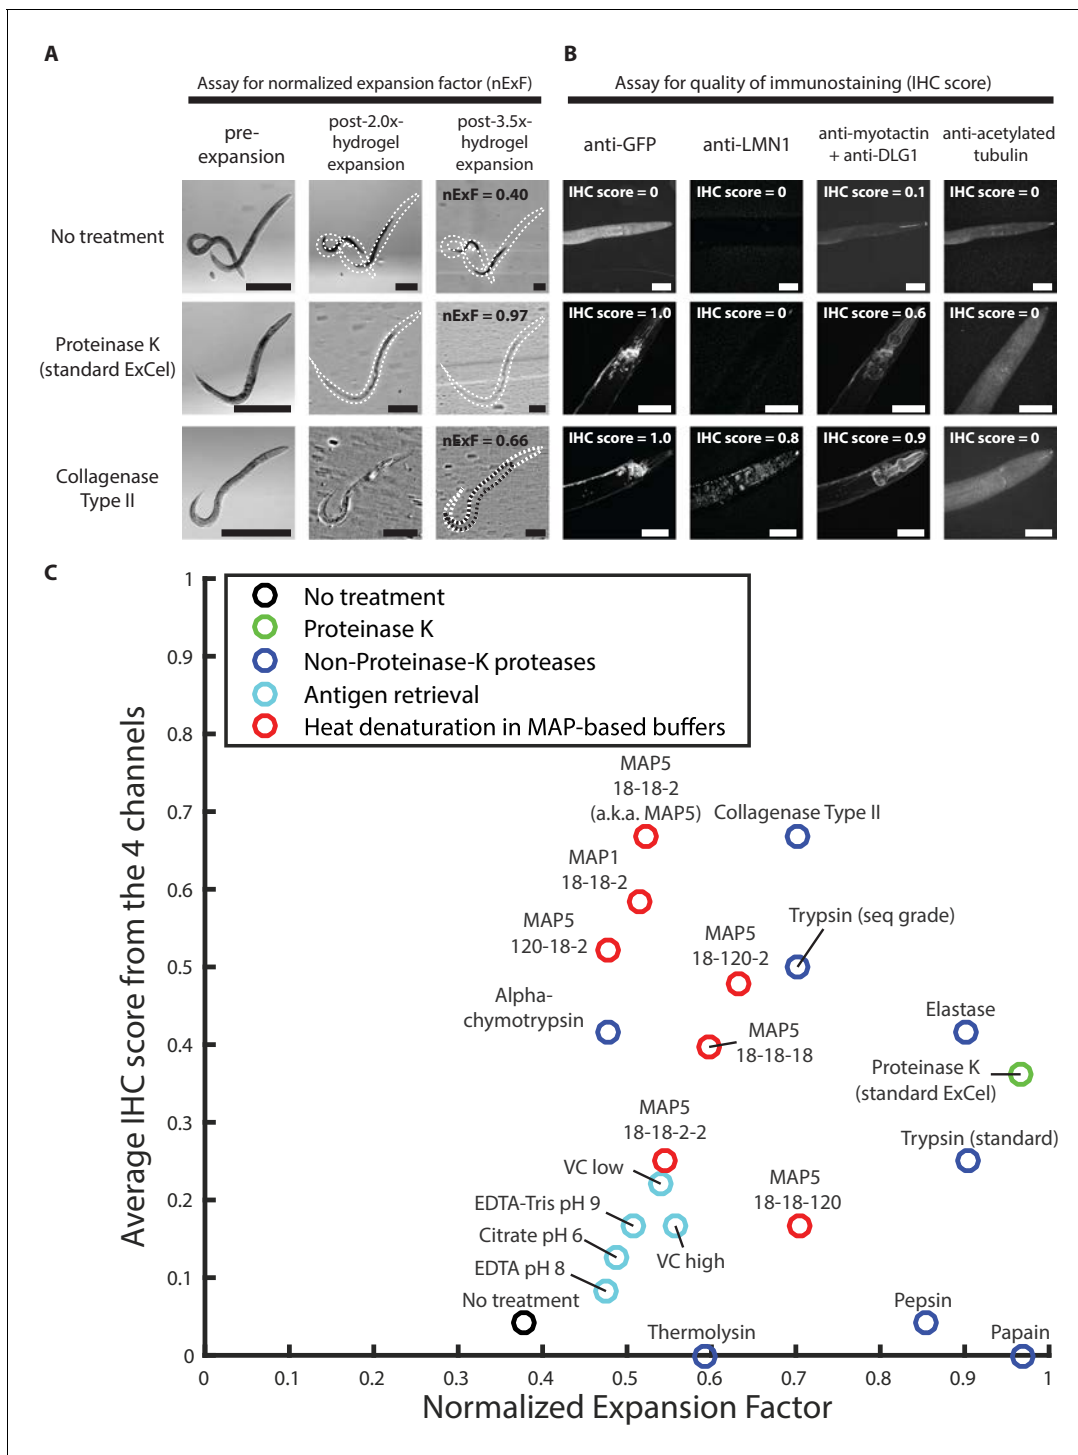 A
B
Assay for normalized expansion factor (nExF)
Assay for quality of immunostaining (IHC score)
pre-
expansion
post-2.0x-
hydrogel
expansion
post-3.5x-
hydrogel
expansion
anti-GFP
anti-LMN1
anti-myotactin
+ anti-DLG1
anti-acetylated
tubulin
No treatment
nExF = 0.40
IHC score = 0
IHC score = 0
IHC score = 0.1
IHC score = 0
Proteinase K
(standard ExCel)
nExF = 0.97
IHC score = 1.0
IHC score = 0
IHC score = 0.6
IHC score = 0
Collagenase
Type II
nExF = 0.66
IHC score = 1.0
IHC score = 0.8
IHC score = 0.9
IHC score = 0
C
No treatment
Proteinase K
Non-Proteinase-K proteases
Antigen retrieval
Heat denaturation in MAP-based buffers
Average IHC score from the 4 channels
1
0.9
0.8
0.7
0.6
0.5
0.4
0.3
0.2
0.1
0
MAP5
18-18-2
(a.k.a. MAP5)
Collagenase Type II
MAP1
18-18-2
MAP5
120-18-2
MAP5
18-120-2
Trypsin (seq grade)
Alpha-
chymotrypsin
MAP5
18-18-18
Elastase
Proteinase K
(standard ExCel)
MAP5
18-18-2-2
Trypsin (standard)
VC low
EDTA-Tris pH 9
Citrate pH 6
EDTA pH 8
VC high
MAP5
18-18-120
No treatment
Thermolysin
Pepsin
Papain
0
0.1
0.2
0.3
0.4
0.5
0.6
0.7
0.8
0.9
1
Normalized Expansion Factor